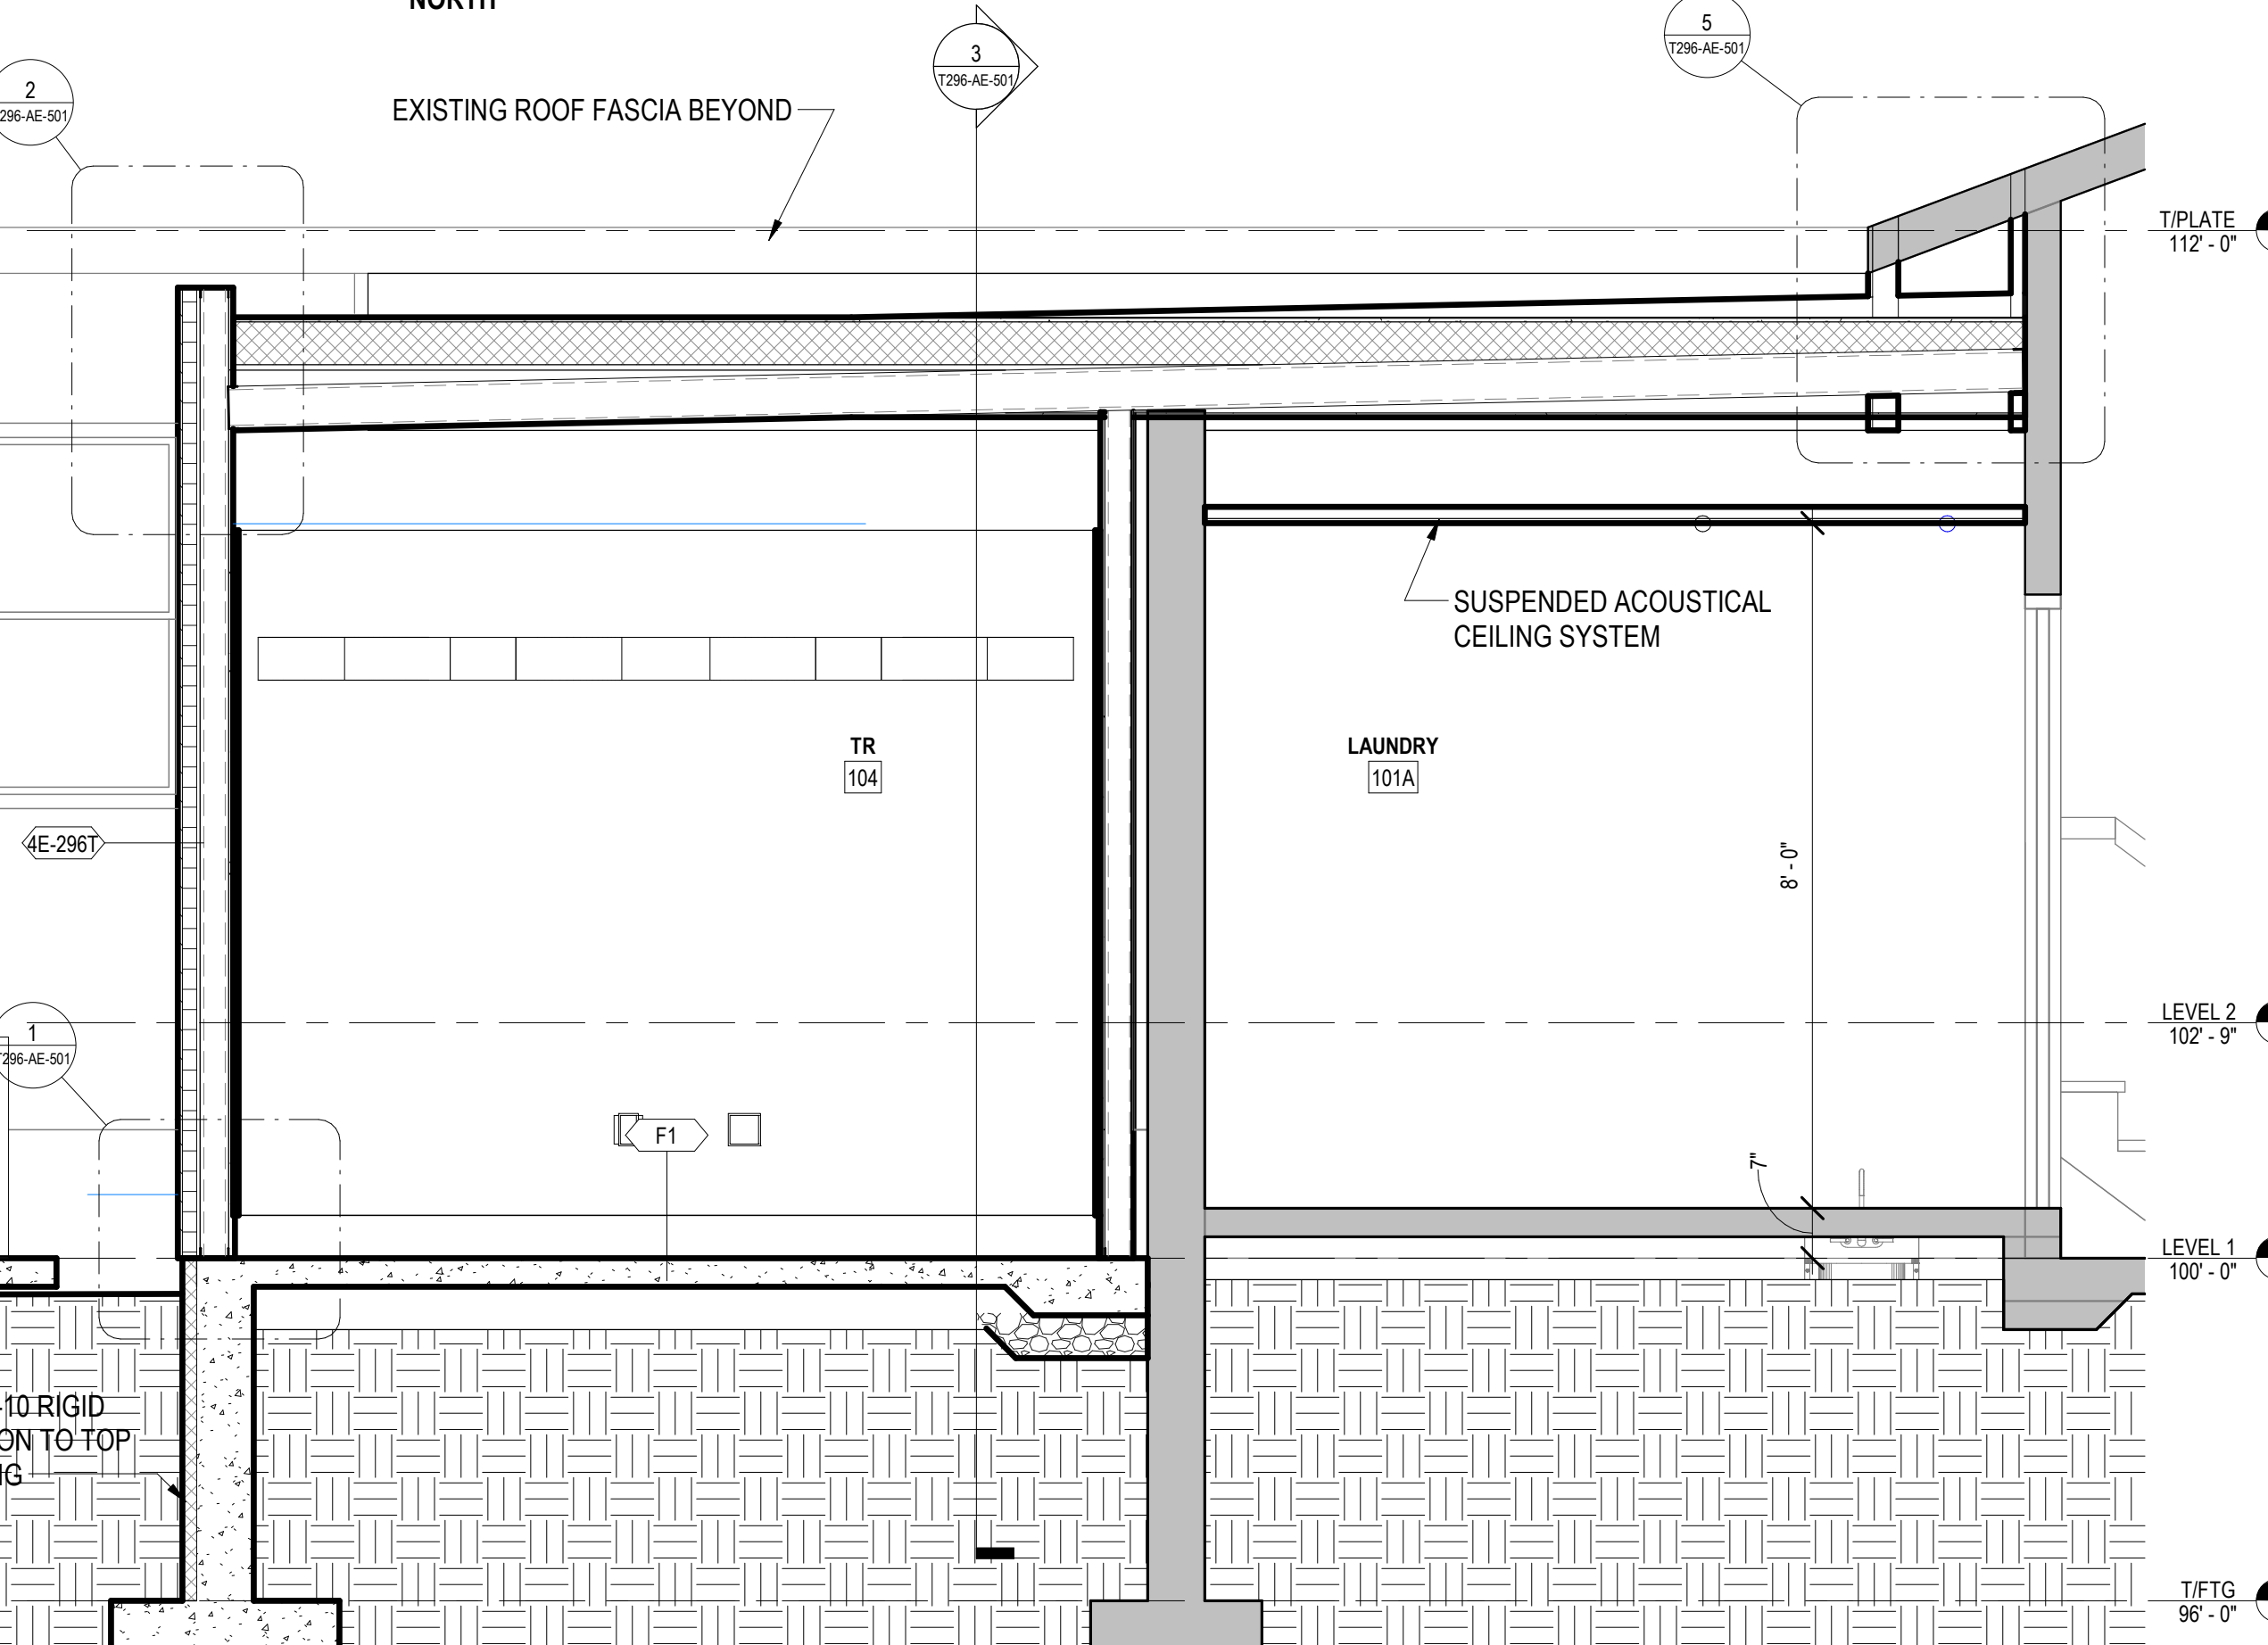 NORTH
5
T296-AE-501
3
T296-AE-501
2
296-AE-501
EXISTING ROOF FASCIA BEYOND
T/PLATE
112' - 0"
SUSPENDED ACOUSTICAL
CEILING SYSTEM
TR
104
LAUNDRY
101A
4E-296T
8' - 0"
LEVEL 2
102' - 9"
1
296-AE-501
F1
7"
LEVEL 1
100' - 0"
-10 RIGID
ON TO TOP
T/FTG
96' - 0"